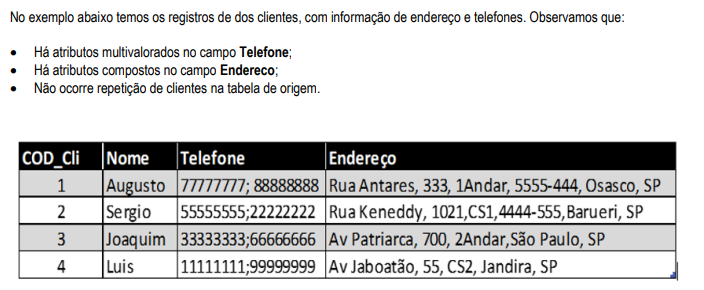 No exemplo abaixo temos os registros de dos clientes, com informação de endereço e telefones. Observamos que:
• Há atributos multivalorados no campo Telefone;
• Há atributos compostos no campo Endereco;
• Não ocorre repetição de clientes na tabela de origem.
COD_Cli Nome Telefone Endereço
1 Augusto 77777777; 88888888 Rua Antares, 333, 1Andar, 5555-444, Osasco, SP
2 Sergio 55555555;22222222 Rua Keneddy, 1021,CS1,4444-555,Barueri, SP
3 Joaquim 33333333;66666666 Av Patriarca, 700, 2Andar,São Paulo, SP
4 Luis 11111111;99999999 Av Jaboatão, 55, CS2, Jandira, SP